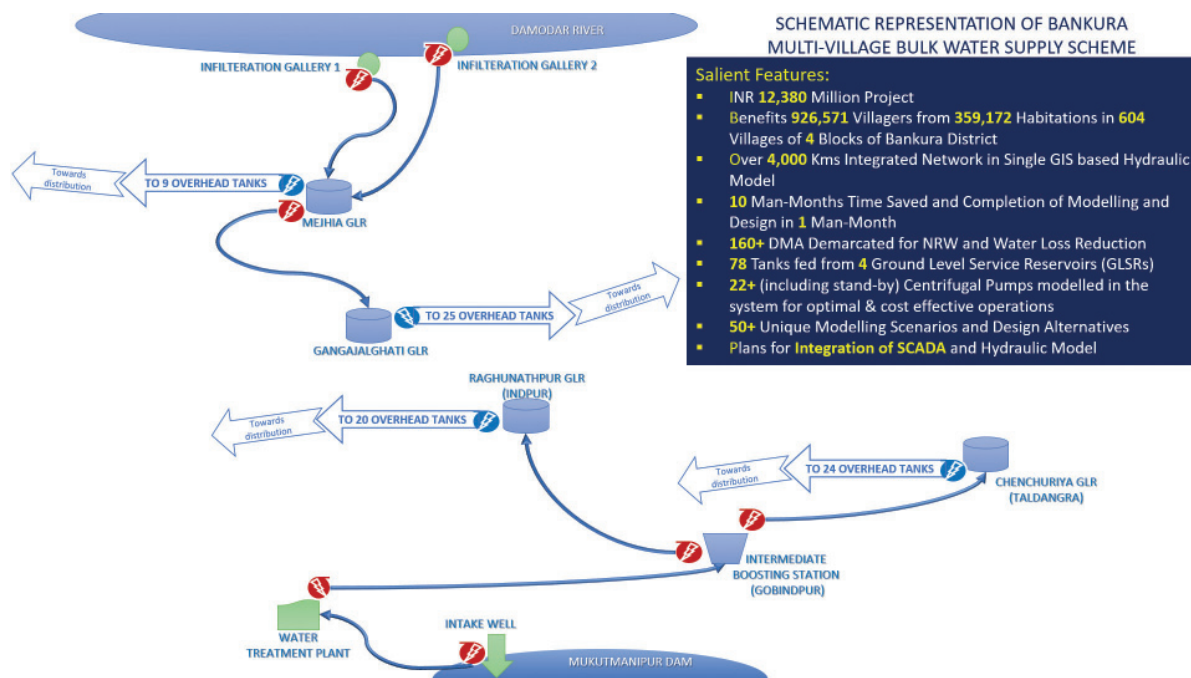 DAMODAR RIVER
INFILTERATION GALLERY 1
INFILTERATION GALLERY 2
Towards
distribution
TO 9 OVERHEAD TANKS
MEJHIA GLR
TO 25 OVERHEAD TANKS
Towards
distribution
GANGAJALGHATI GLR
SCHEMATIC REPRESENTATION OF BANKURA
MULTI-VILLAGE BULK WATER SUPPLY SCHEME
Salient Features:
▪ INR 12,380 Million Project
▪ Benefits 926,571 Villagers from 359,172 Habitations in 604
Villages of 4 Blocks of Bankura District
▪ Over 4,000 Kms Integrated Network in Single GIS based Hydraulic
Model
▪ 10 Man-Months Time Saved and Completion of Modelling and
Design in 1 Man-Month
▪ 160+ DMA Demarcated for NRW and Water Loss Reduction
▪ 78 Tanks fed from 4 Ground Level Service Reservoirs (GLSRs)
▪ 22+ (including stand-by) Centrifugal Pumps modelled in the
system for optimal & cost effective operations
▪ 50+ Unique Modelling Scenarios and Design Alternatives
▪ Plans for Integration of SCADA and Hydraulic Model
RAGHUNATHPUR GLR
(INDPUR)
Towards
distribution
TO 20 OVERHEAD TANKS
Towards
distribution
TO 24 OVERHEAD TANKS
CHENCHURIYA GLR
(TALDANGRA)
INTERMEDIATE
BOOSTING STATION
(GOBINDPUR)
WATER
TREATMENT PLANT
INTAKE WELL
MUKUTMANIPUR DAM